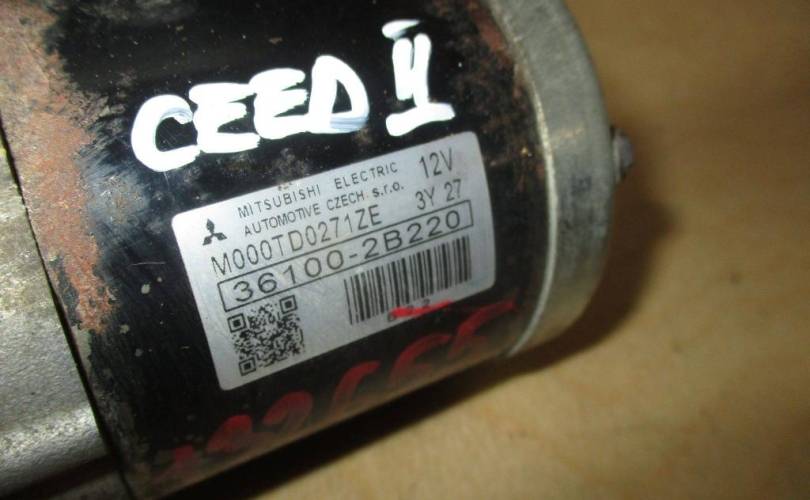 CEED II
MITSUBISHI ELECTRIC 12V
AUTOMOTIVE CZECH. s.r.o.
M000TD0271ZE 3Y 27
36100-2B220